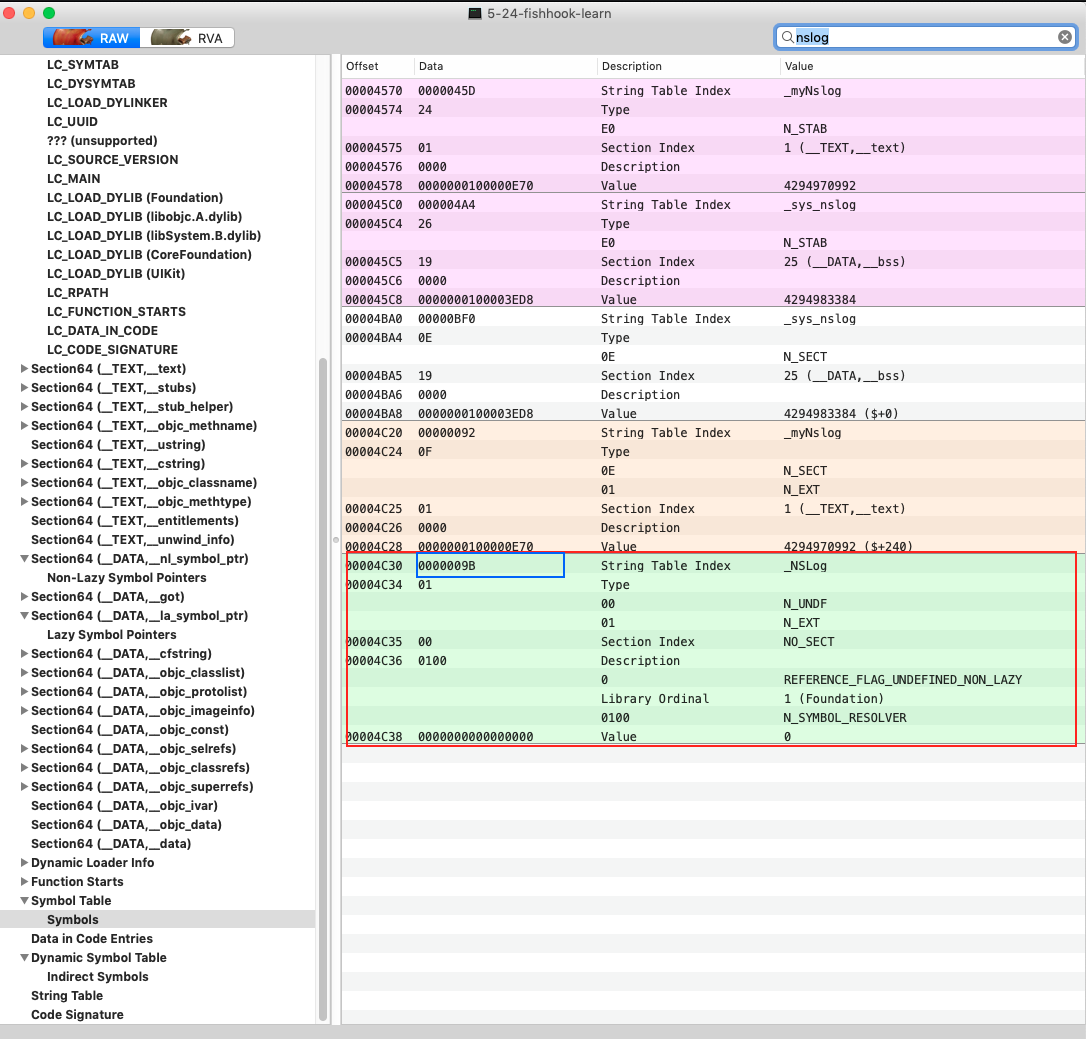 5-24-fishhook-learn
RAW RVA
nslog
LC_SYMTAB
LC_DYSYMTAB
LC_LOAD_DYLINKER
LC_UUID
??? (unsupported)
LC_SOURCE_VERSION
LC_MAIN
LC_LOAD_DYLIB (Foundation)
LC_LOAD_DYLIB (libobjc.A.dylib)
LC_LOAD_DYLIB (libSystem.B.dylib)
LC_LOAD_DYLIB (CoreFoundation)
LC_LOAD_DYLIB (UIKit)
LC_RPATH
LC_FUNCTION_STARTS
LC_DATA_IN_CODE
LC_CODE_SIGNATURE
Section64 (__TEXT,__text)
Section64 (__TEXT,__stubs)
Section64 (__TEXT,__stub_helper)
Section64 (__TEXT,__objc_methname)
Section64 (__TEXT,__ustring)
Section64 (__TEXT,__cstring)
Section64 (__TEXT,__objc_classname)
Section64 (__TEXT,__objc_methtype)
Section64 (__TEXT,__entitlements)
Section64 (__TEXT,__unwind_info)
Section64 (__DATA,__nl_symbol_ptr)
Non-Lazy Symbol Pointers
Section64 (__DATA,__got)
Section64 (__DATA,__la_symbol_ptr)
Lazy Symbol Pointers
Section64 (__DATA,__cfstring)
Section64 (__DATA,__objc_classlist)
Section64 (__DATA,__objc_protolist)
Section64 (__DATA,__objc_imageinfo)
Section64 (__DATA,__objc_const)
Section64 (__DATA,__objc_selrefs)
Section64 (__DATA,__objc_classrefs)
Section64 (__DATA,__objc_superrefs)
Section64 (__DATA,__objc_ivar)
Section64 (__DATA,__objc_data)
Section64 (__DATA,__data)
Dynamic Loader Info
Function Starts
Symbol Table
Symbols
Data in Code Entries
Dynamic Symbol Table
Indirect Symbols
String Table
Code Signature
Offset Data Description Value
00004570 0000045D String Table Index _myNslog
00004574 24 Type
E0 N_STAB
00004575 01 Section Index 1 (__TEXT,__text)
00004576 0000 Description
00004578 0000000100000E70 Value 4294970992
000045C0 000004A4 String Table Index _sys_nslog
000045C4 26 Type
E0 N_STAB
000045C5 19 Section Index 25 (__DATA,__bss)
000045C6 0000 Description
000045C8 0000000100003ED8 Value 4294983384
00004BA0 00000BF0 String Table Index _sys_nslog
00004BA4 0E Type
0E N_SECT
00004BA5 19 Section Index 25 (__DATA,__bss)
00004BA6 0000 Description
00004BA8 0000000100003ED8 Value 4294983384 ($+0)
00004C20 00000092 String Table Index _myNslog
00004C24 0F Type
0E N_SECT
01 N_EXT
00004C25 01 Section Index 1 (__TEXT,__text)
00004C26 0000 Description
00004C28 0000000100000E70 Value 4294970992 ($+240)
00004C30 0000009B String Table Index _NSLog
00004C34 01 Type
00 N_UNDF
01 N_EXT
00004C35 00 Section Index NO_SECT
00004C36 0100 Description
0 REFERENCE_FLAG_UNDEFINED_NON_LAZY
Library Ordinal 1 (Foundation)
0100 N_SYMBOL_RESOLVER
00004C38 0000000000000000 Value 0